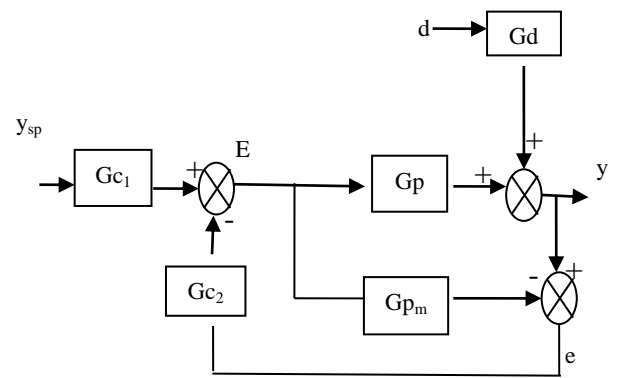 d
Gd
+
y_sp
E
y
Gc₁
+
Gp
+
-
Gc₂
Gp_m
-
+
e